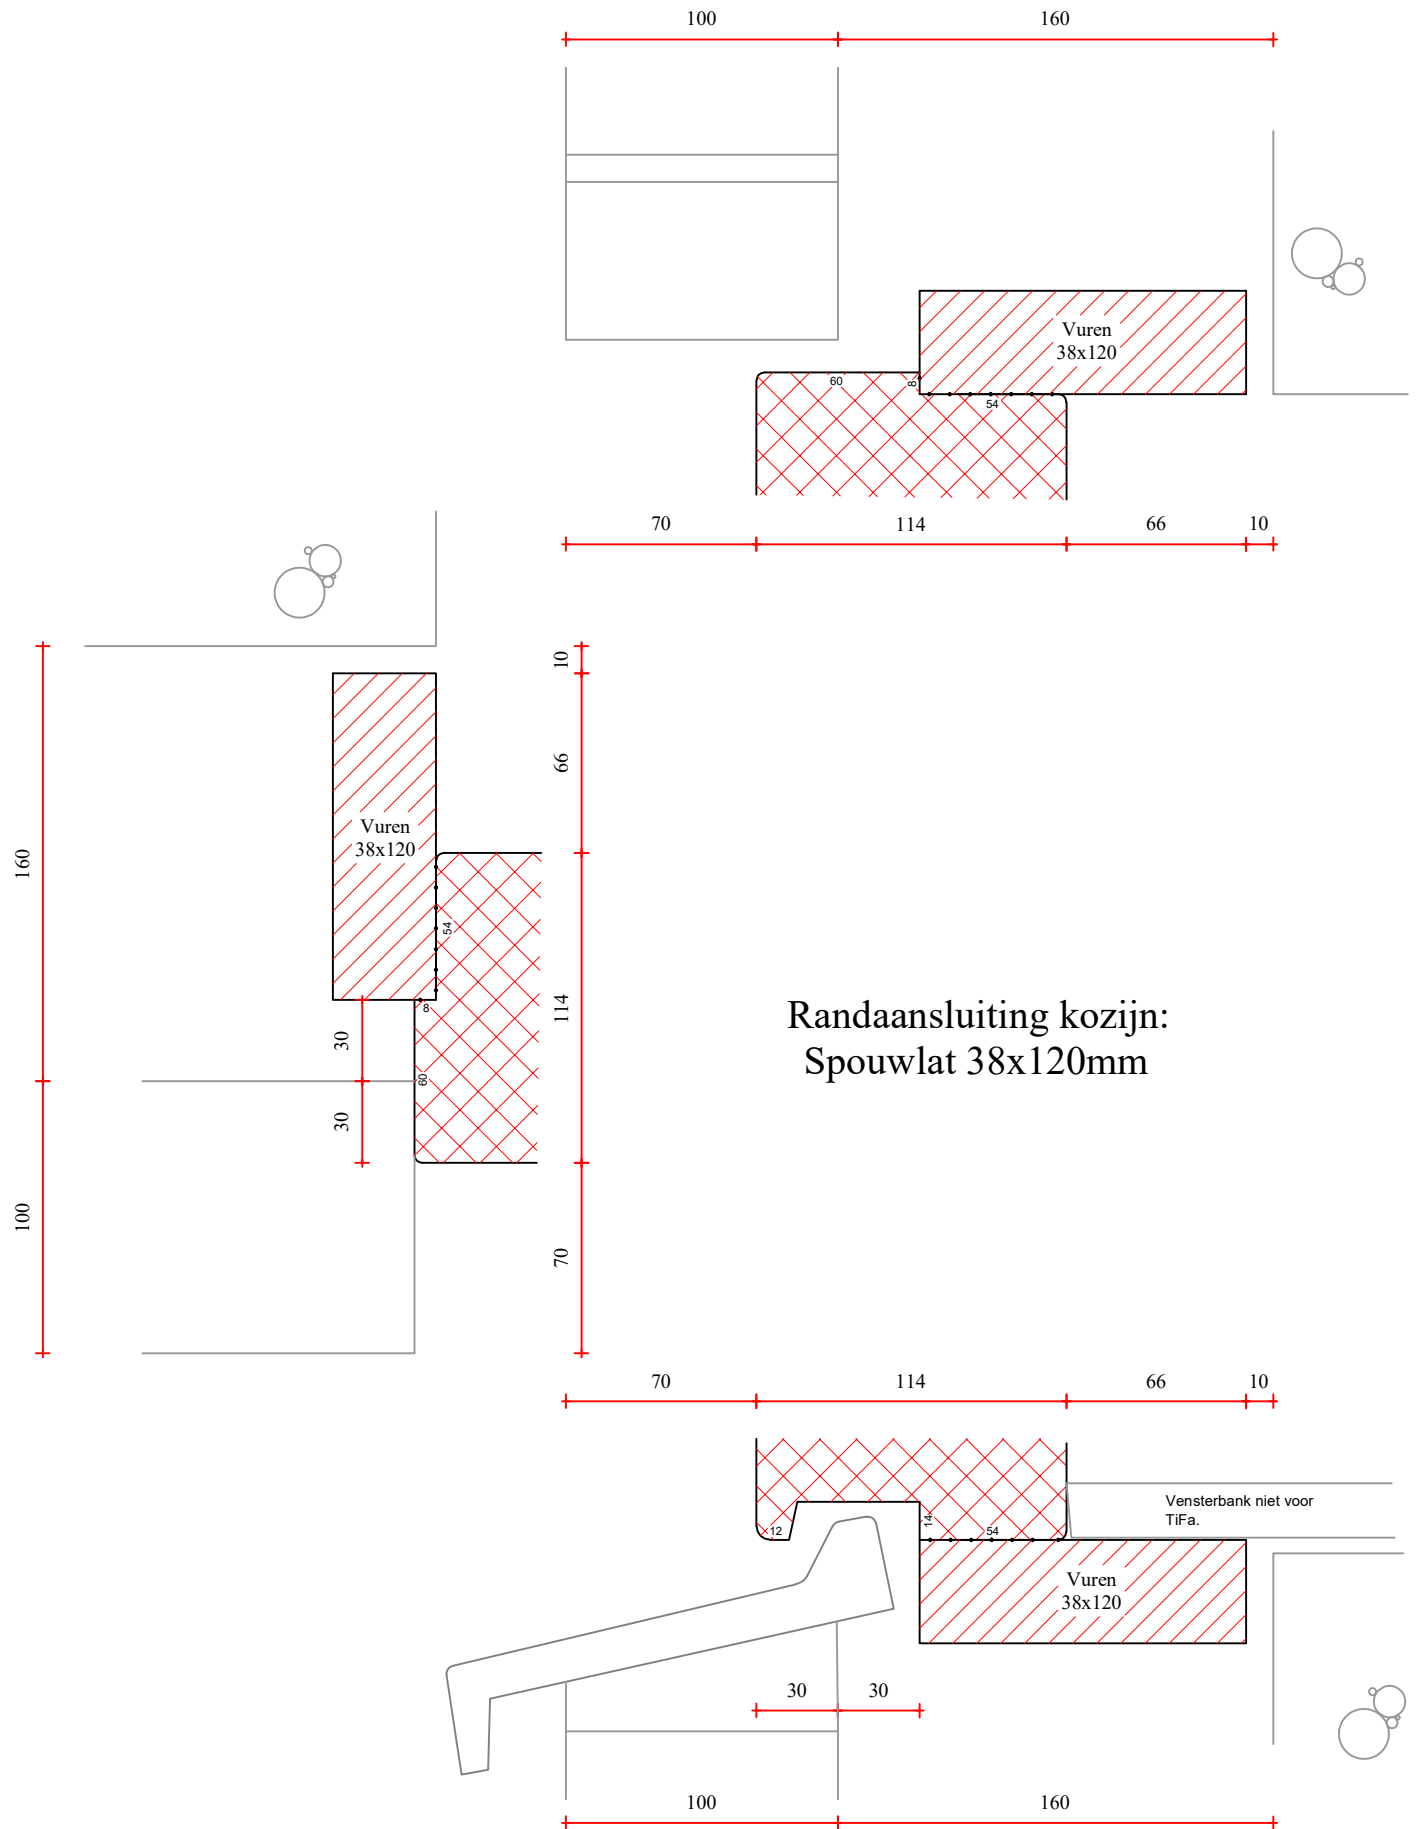 100 160
Vuren
38x120
60 8
54
70 114 66 10
10
66
Vuren
38x120
160
54
8
114
30
60
30
100
70
Randaansluiting kozijn:
Spouwlat 38x120mm
70 114 66 10
Vensterbank niet voor
TiFa.
12 14 54
Vuren
38x120
30 30
100 160